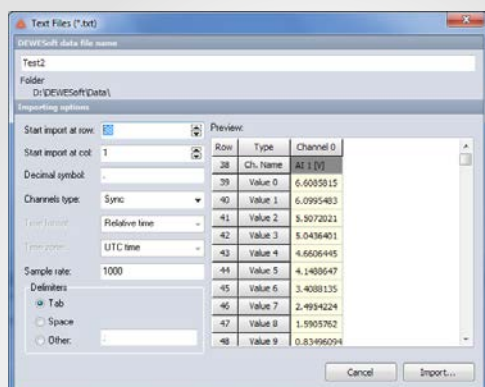 Text Files (*.txt)
DEWESoft data file name
Test2
Folder
D:\DEWESoft\Data\
Importing options
Start import at row: 38
Start import at col: 1
Decimal symbol: .
Channels type: Sync
Time format: Relative time
Time zone: UTC time
Sample rate: 1000
Delimiters
Tab
Space
Other: ;
Preview:
Row Type Channel 0
38 Ch. Name AI 1 [V]
39 Value 0 6.6085815
40 Value 1 6.0995483
41 Value 2 5.5072021
42 Value 3 5.0436401
43 Value 4 4.6606445
44 Value 5 4.1488647
45 Value 6 3.4088135
46 Value 7 2.4954224
47 Value 8 1.5905762
48 Value 9 0.83496094
Cancel Import...